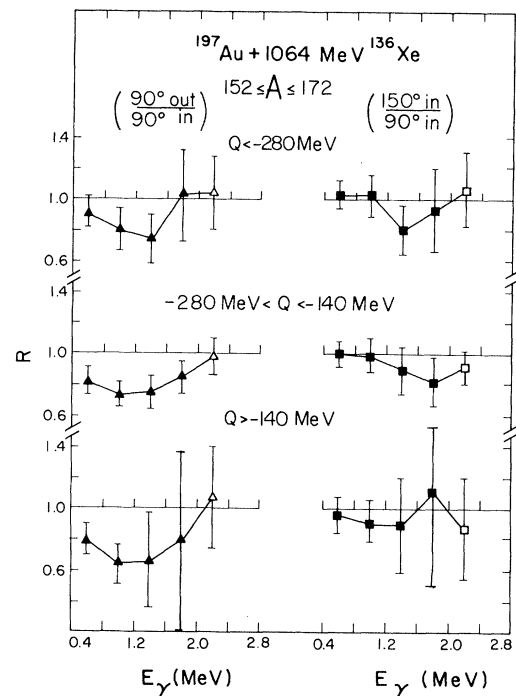 ¹⁹⁷Au + 1064 MeV ¹³⁶Xe
152 ≤ A ≤ 172
(90° out / 90° in)
(150° in / 90° in)
Q < -280 MeV
1.4
1.0
0.6
-280 MeV < Q < -140 MeV
1.4
1.0
0.6
R
Q > -140 MeV
1.4
1.0
0.6
0.4 1.2 2.0 2.8 0.4 1.2 2.0 2.8
Eγ (MeV) Eγ (MeV)